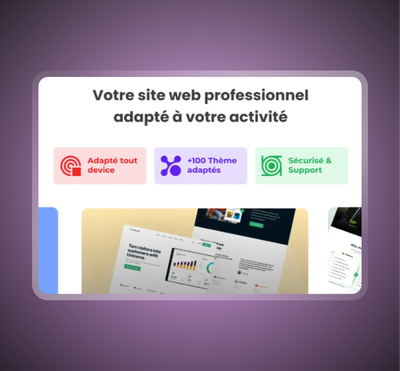 Votre site web professionnel
adapté à votre activité
Adapté tout
device
+100 Thème
adaptés
Sécurisé &
Support
Turn visitors into
customers with
Unicorns.